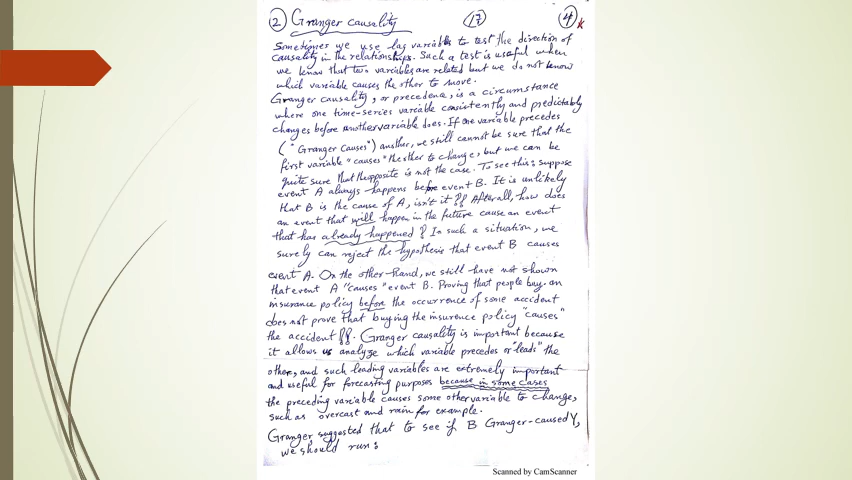 2
② Granger causality (17) 4
Sometimes we use lag variable to test the direction of
causality in the relationships. Such a test is useful when
we know that two variables are related but we do not know
which variable causes the other to move.
Granger causality, or precedence, is a circumstance
where one time-series variable consistently and predictably
changes before another variable does. If one variable precedes
("Granger Causes") another, we still cannot be sure that the
first variable "causes" the other to change, but we can be
quite sure that the opposite is not the case. To see this, suppose
event A always happens before event B. It is unlikely
that B is the cause of A, isn't it?? After all, how does
an event that will happen in the future cause an event
that has already happened? In such a situation, we
surely can reject the hypothesis that event B causes
event A. On the other hand, we still have not shown
that event A "causes" event B. Proving that people buy an
insurance policy before the occurrence of some accident
does not prove that buying the insurence policy "causes"
the accident ??. Granger causality is important because
it allows us analyze which variable precedes or "leads" the
other, and such leading variables are extremely important
and useful for forecasting purposes because in some cases
the preceding variable causes some other variable to change,
such as overcast and rain for example.
Granger suggested that to see if B Granger-caused Y,
we should run:
Scanned by CamScanner